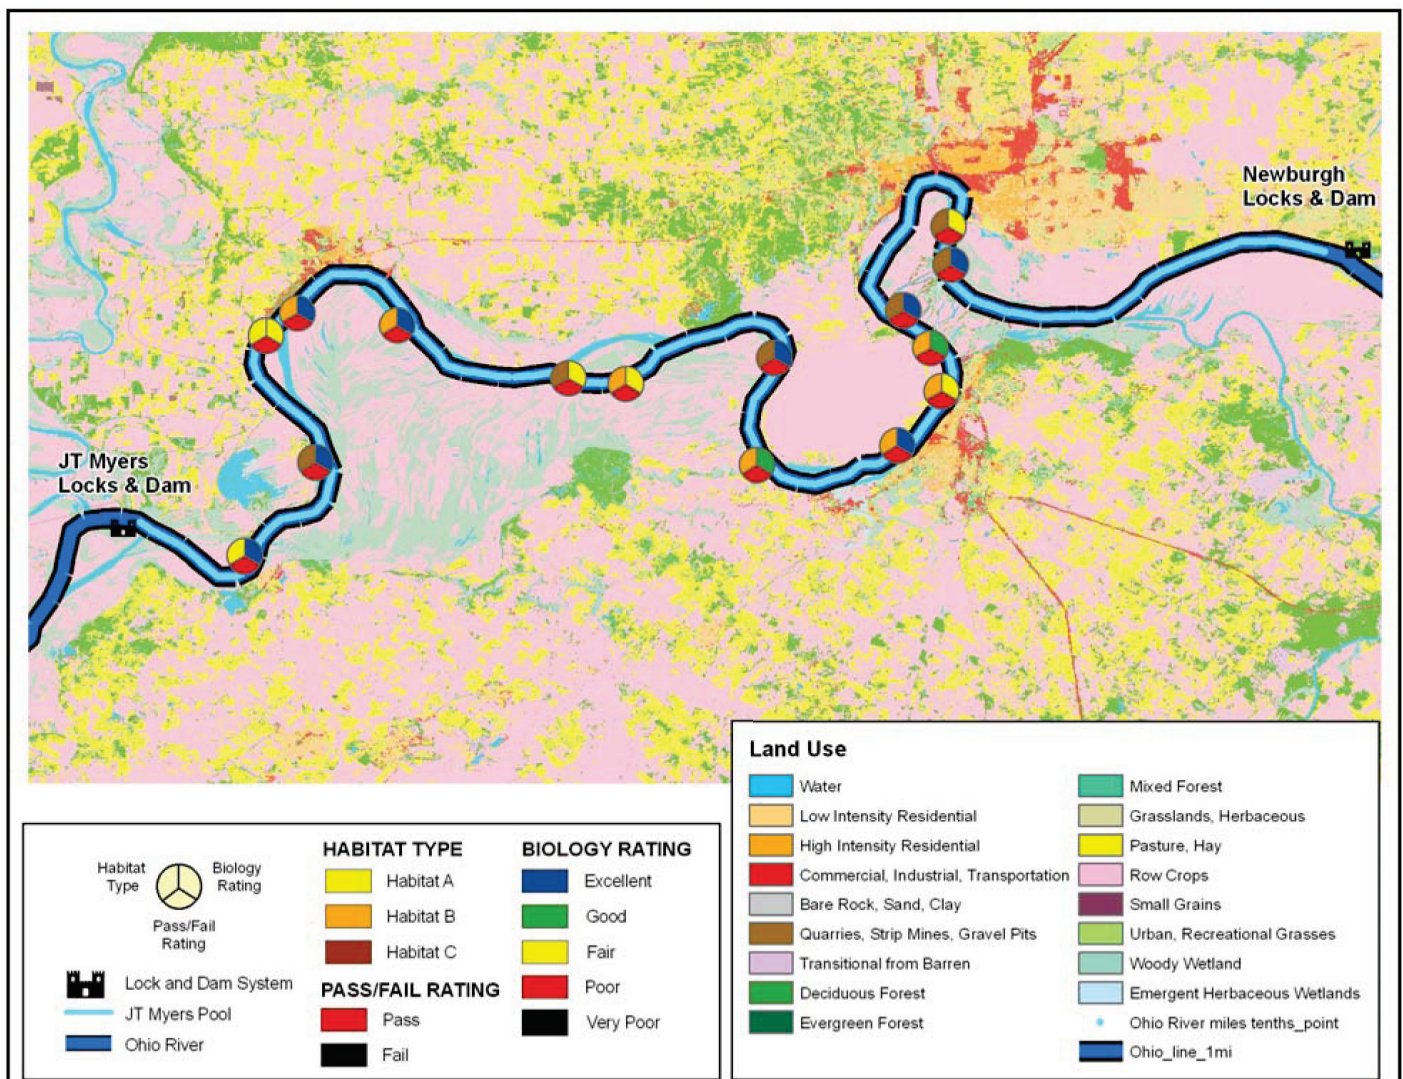 Newburgh
Locks & Dam
JT Myers
Locks & Dam
Habitat
Type
Biology
Rating
Pass/Fail
Rating
Lock and Dam System
JT Myers Pool
Ohio River
HABITAT TYPE
Habitat A
Habitat B
Habitat C
PASS/FAIL RATING
Pass
Fail
BIOLOGY RATING
Excellent
Good
Fair
Poor
Very Poor
Land Use
Water
Low Intensity Residential
High Intensity Residential
Commercial, Industrial, Transportation
Bare Rock, Sand, Clay
Quarries, Strip Mines, Gravel Pits
Transitional from Barren
Deciduous Forest
Evergreen Forest
Mixed Forest
Grasslands, Herbaceous
Pasture, Hay
Row Crops
Small Grains
Urban, Recreational Grasses
Woody Wetland
Emergent Herbaceous Wetlands
Ohio River miles tenths_point
Ohio_line_1mi